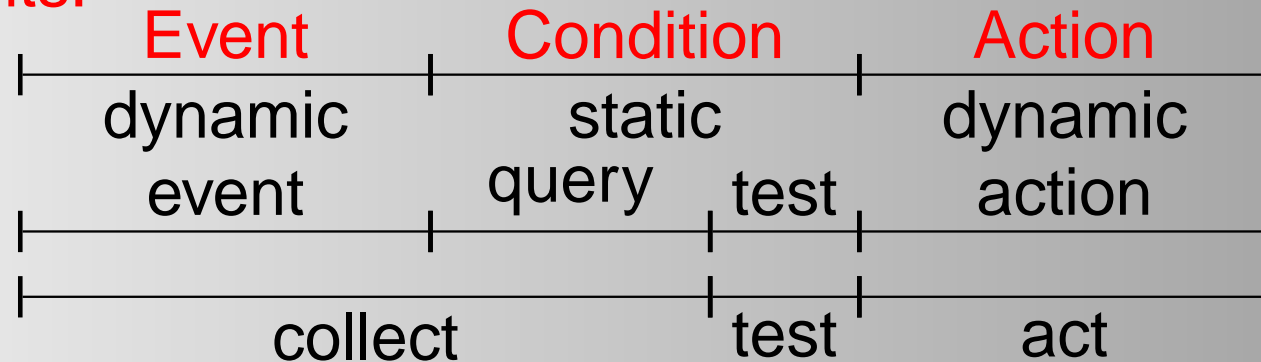 Event Condition Action
dynamic static dynamic
event query test action
collect test act